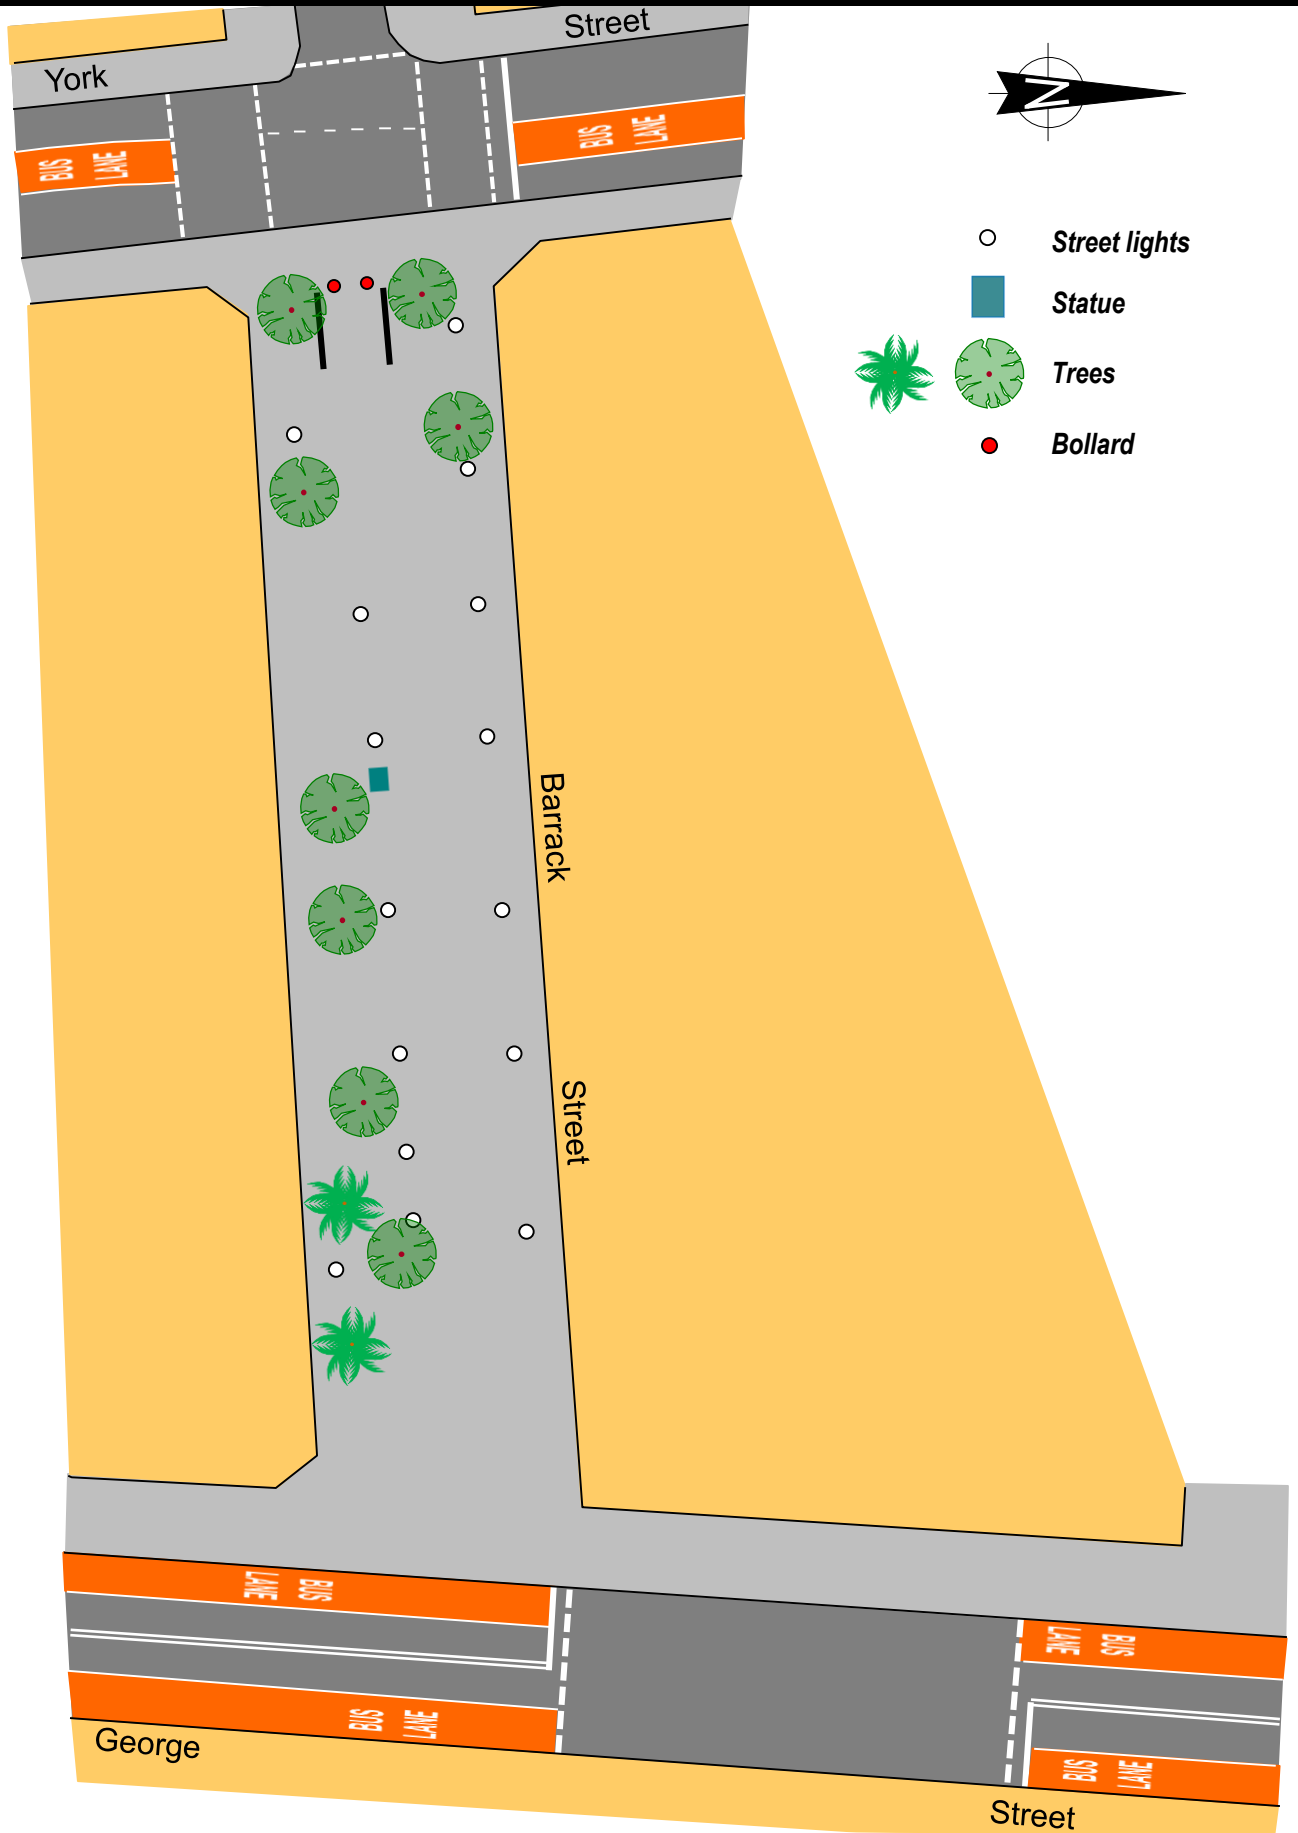 Street
York
BUS
LANE
BUS
LANE
N
Street lights
Statue
Trees
Bollard
Barrack
Street
BUS
LANE
BUS
LANE
BUS
LANE
BUS
LANE
George
Street